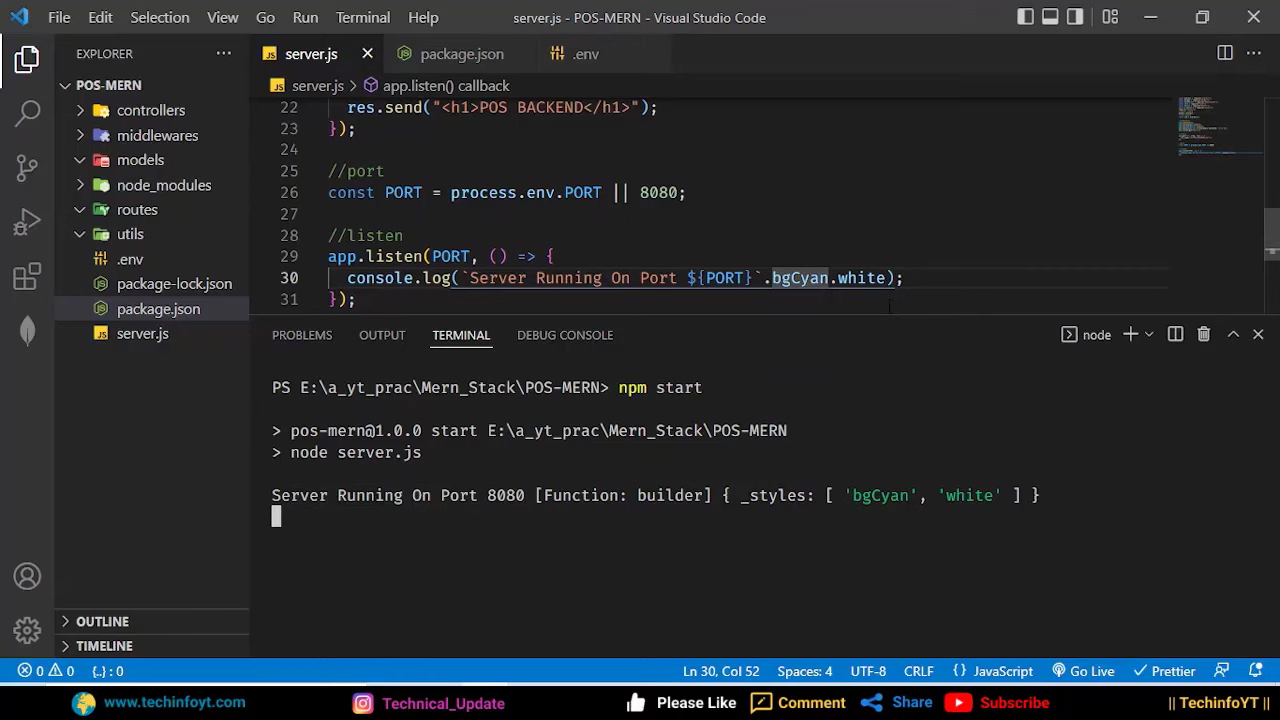 File Edit Selection View Go Run Terminal Help server.js - POS-MERN - Visual Studio Code
EXPLORER
server.js
package.json
.env
POS-MERN
controllers
middlewares
models
node_modules
routes
utils
.env
package-lock.json
package.json
server.js
OUTLINE
TIMELINE
server.js > app.listen() callback
22 res.send("<h1>POS BACKEND</h1>");
23 });
24
25 //port
26 const PORT = process.env.PORT || 8080;
27
28 //listen
29 app.listen(PORT, () => {
30 console.log(`Server Running On Port ${PORT}`.bgCyan.white);
31 });
PROBLEMS OUTPUT TERMINAL DEBUG CONSOLE node
PS E:\a_yt_prac\Mern_Stack\POS-MERN> npm start
> pos-mern@1.0.0 start E:\a_yt_prac\Mern_Stack\POS-MERN
> node server.js
Server Running On Port 8080 [Function: builder] { _styles: [ 'bgCyan', 'white' ] }
0 0 {..} : 0 Ln 30, Col 52 Spaces: 4 UTF-8 CRLF {} JavaScript Go Live Prettier
www.techinfoyt.com Technical_Update Please Like Comment Share Subscribe || TechinfoYT ||